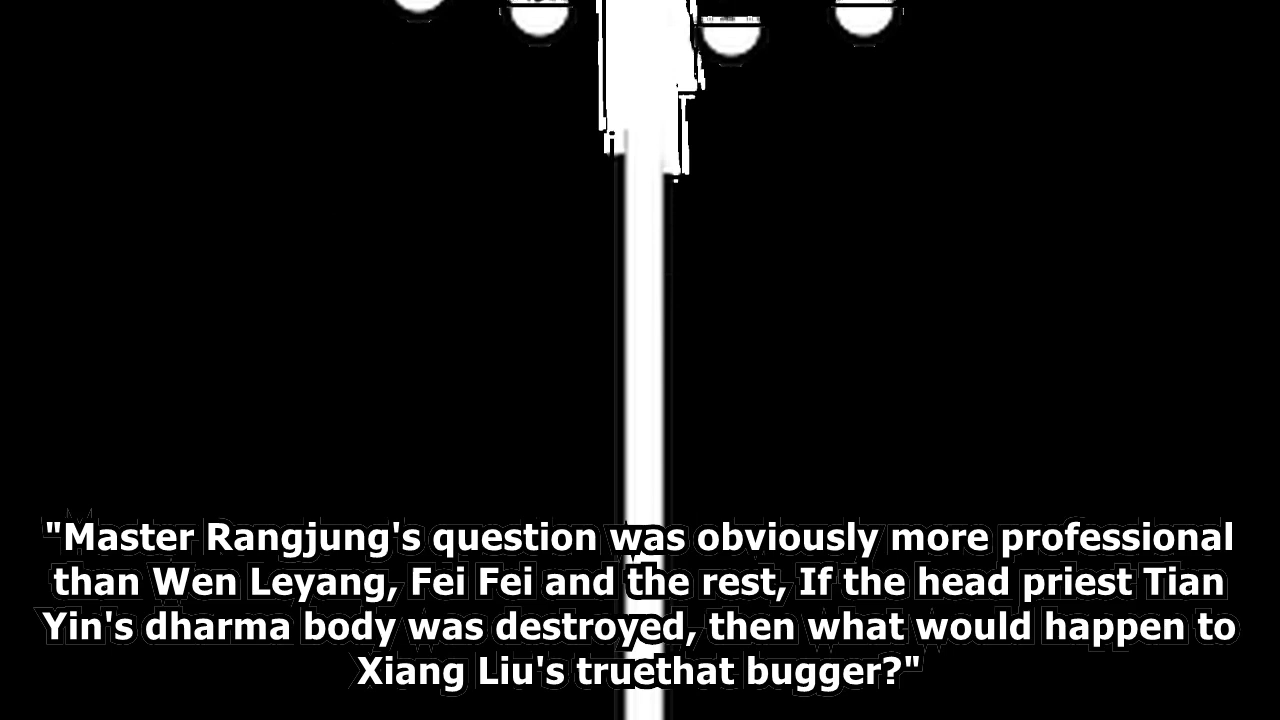 "Master Rangjung's question was obviously more professional
than Wen Leyang, Fei Fei and the rest, If the head priest Tian
Yin's dharma body was destroyed, then what would happen to
Xiang Liu's truethat bugger?"